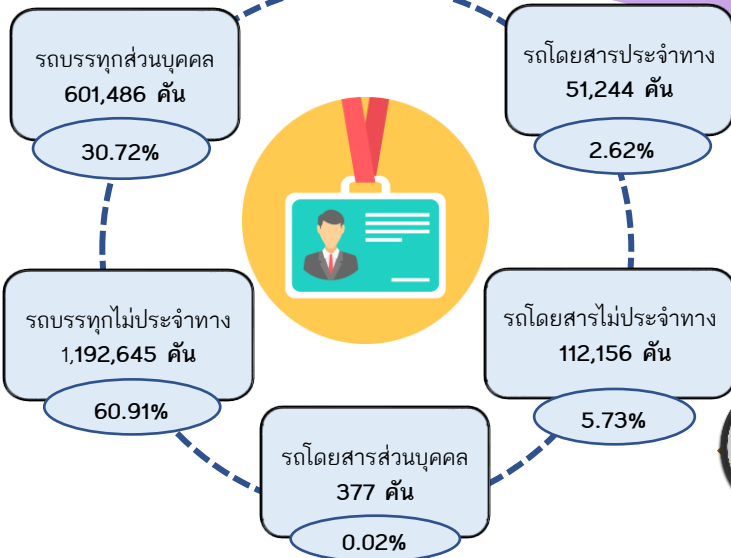 รถบรรทุกส่วนบุคคล
601,486 คัน
30.72%
รถโดยสารประจำทาง
51,244 คัน
2.62%
รถบรรทุกไม่ประจำทาง
1,192,645 คัน
60.91%
รถโดยสารไม่ประจำทาง
112,156 คัน
5.73%
รถโดยสารส่วนบุคคล
377 คัน
0.02%